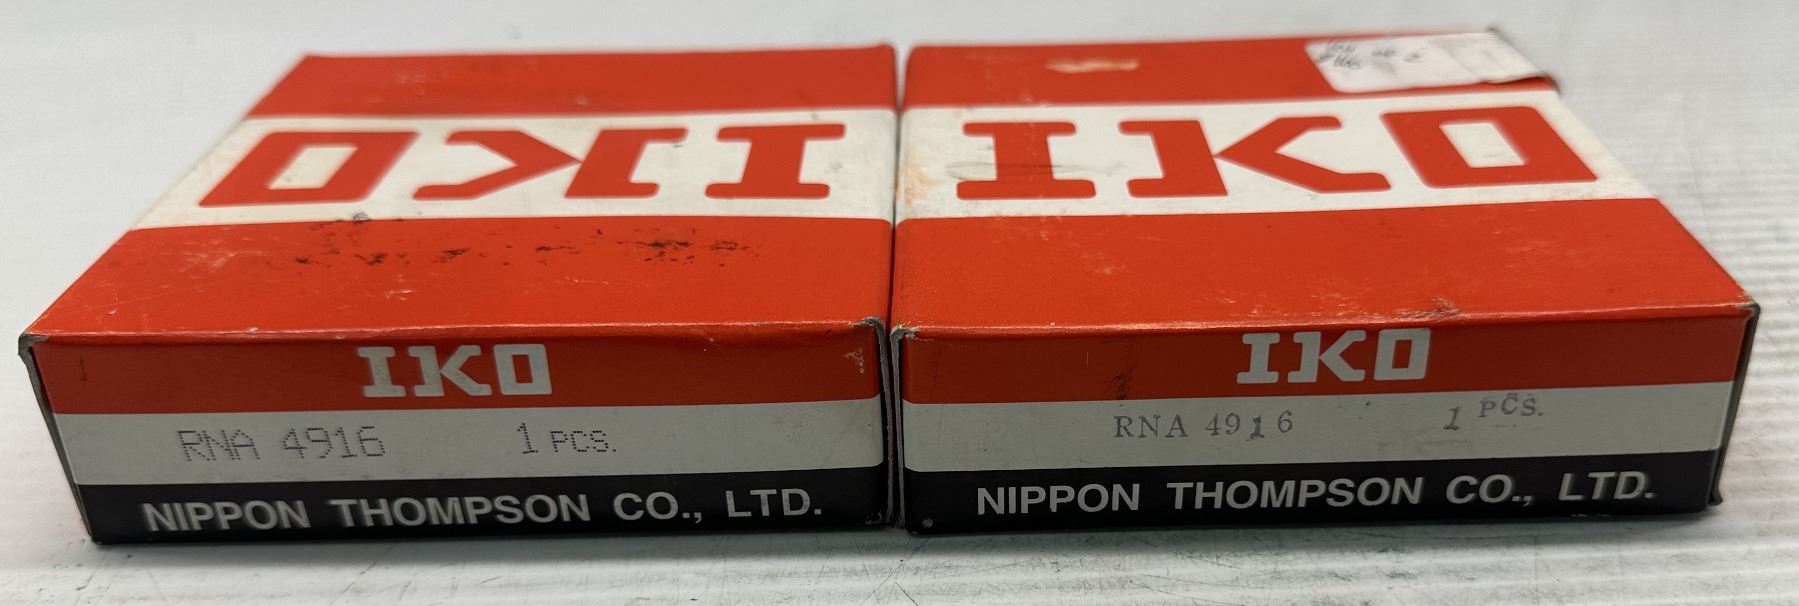 IKO
IKO
RNA 4916 1 PCS.
NIPPON THOMPSON CO., LTD.
IKO
IKO
RNA 4916 1 PCS.
NIPPON THOMPSON CO., LTD.